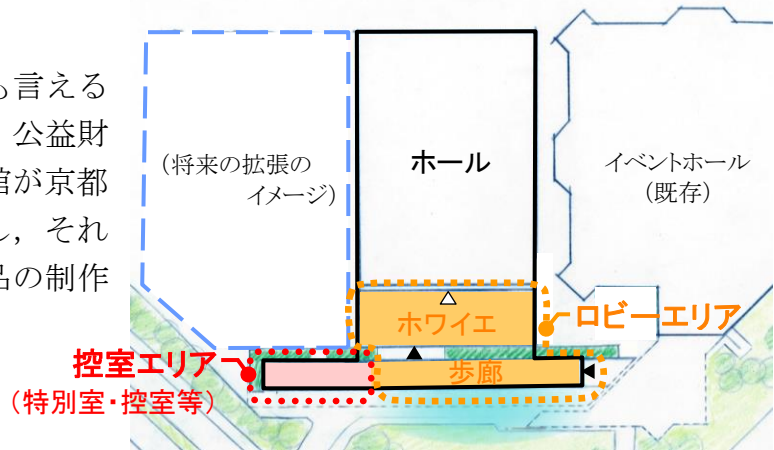 も言える
公益財
館が京都
し，それ
品の制作
（将来の拡張の
イメージ）
ホール
イベントホール
（既存）
ホワイエ
ロビーエリア
歩廊
控室エリア
（特別室・控室等）